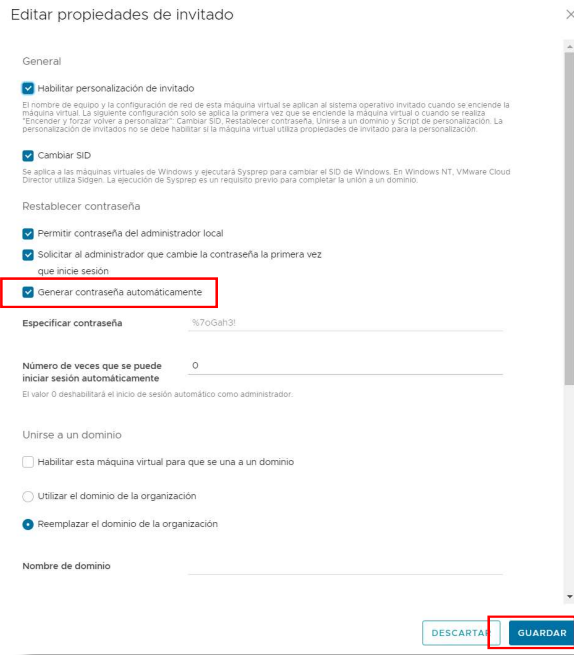 Editar propiedades de invitado
General
Habilitar personalización de invitado
El nombre de equipo y la configuración de red de esta máquina virtual se aplican al sistema operativo invitado cuando se enciende la
máquina virtual. La siguiente configuración solo se aplica la primera vez que se enciende la máquina virtual o cuando se realiza
"Encender y forzar volver a personalizar": Cambiar SID, Restablecer contraseña, Unirse a un dominio y Script de personalización. La
personalización de invitados no se debe habilitar si la máquina virtual utiliza propiedades de invitado para la personalización.
Cambiar SID
Se aplica a las máquinas virtuales de Windows y ejecutará Sysprep para cambiar el SID de Windows. En Windows NT, VMware Cloud
Director utiliza Sidgen. La ejecución de Sysprep es un requisito previo para completar la unión a un dominio.
Restablecer contraseña
Permitir contraseña del administrador local
Solicitar al administrador que cambie la contraseña la primera vez
que inicie sesión
Generar contraseña automáticamente
Especificar contraseña %7oGah3!
Número de veces que se puede 0
iniciar sesión automáticamente
El valor 0 deshabilitará el inicio de sesión automático como administrador.
Unirse a un dominio
Habilitar esta máquina virtual para que se una a un dominio
Utilizar el dominio de la organización
Reemplazar el dominio de la organización
Nombre de dominio
DESCARTAR GUARDAR